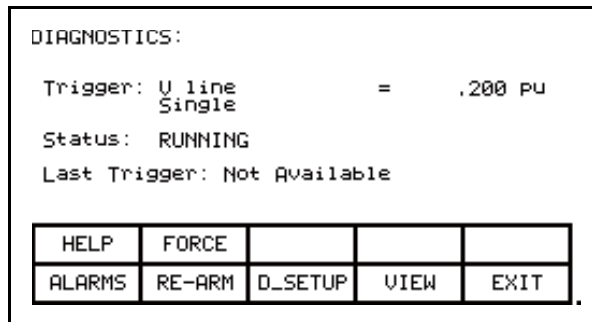 DIAGNOSTICS:
Trigger: V line = .200 pu
Single
Status: RUNNING
Last Trigger: Not Available
HELP FORCE
ALARMS RE-ARM D_SETUP VIEW EXIT
.